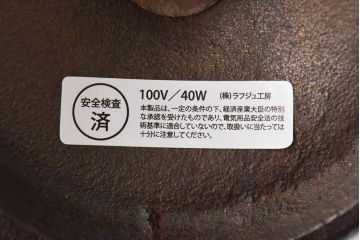 安全検査
済
100V／40W （株）ラフジュ工房
本製品は、一定の条件の下、経済産業大臣の特別
な承認を受けたものであり、電気用品安全法の技
術基準に適合していないので、取扱いに当たっては
十分に注意してください。